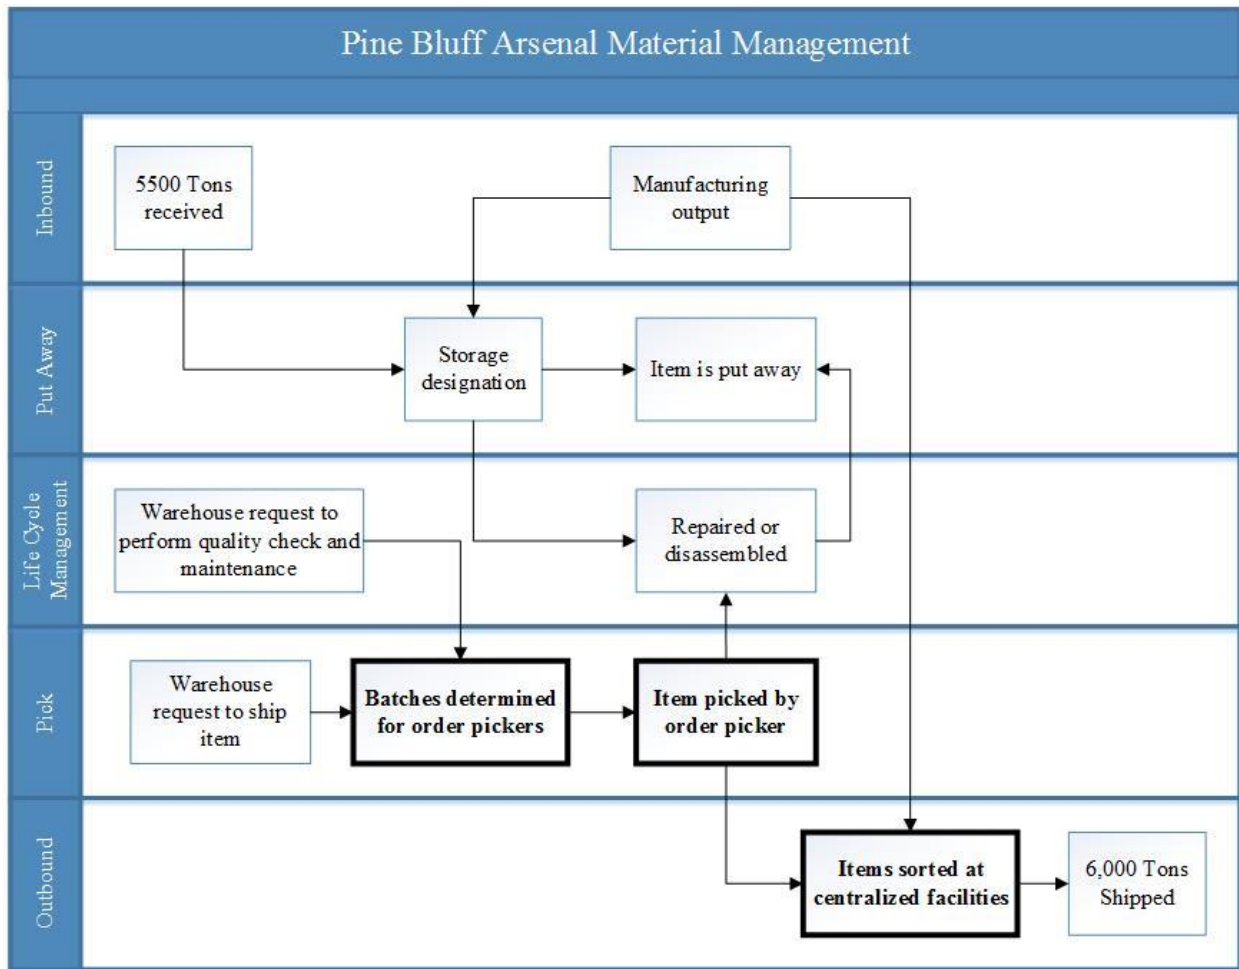 Pine Bluff Arsenal Material Management
Inbound
5500 Tons
received
Manufacturing
output
Put Away
Storage
designation
Item is put away
Life Cycle
Management
Warehouse request to
perform quality check and
maintenance
Repaired or
disassembled
Pick
Warehouse
request to ship
item
Batches determined
for order pickers
Item picked by
order picker
Outbound
Items sorted at
centralized facilities
6,000 Tons
Shipped